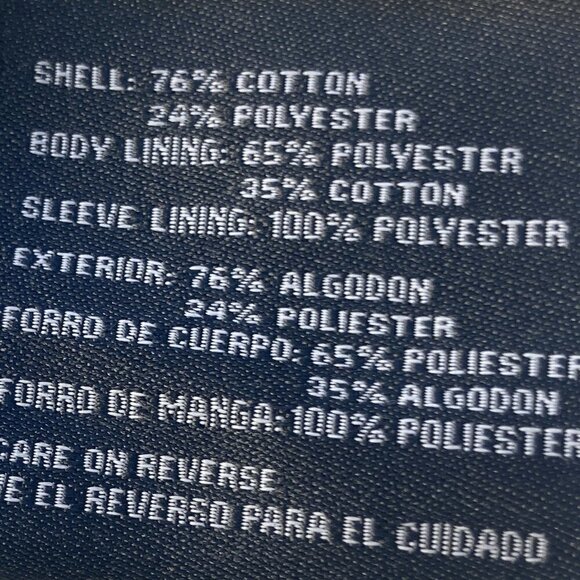 SHELL: 76% COTTON
24% POLYESTER
BODY LINING: 65% POLYESTER
35% COTTON
SLEEVE LINING: 100% POLYESTER
EXTERIOR: 76% ALGODON
24% POLIESTER
FORRO DE CUERPO: 65% POLIESTER
35% ALGODON
FORRO DE MANGA: 100% POLIESTER
CARE ON REVERSE
EL REVERSO PARA EL CUIDADO